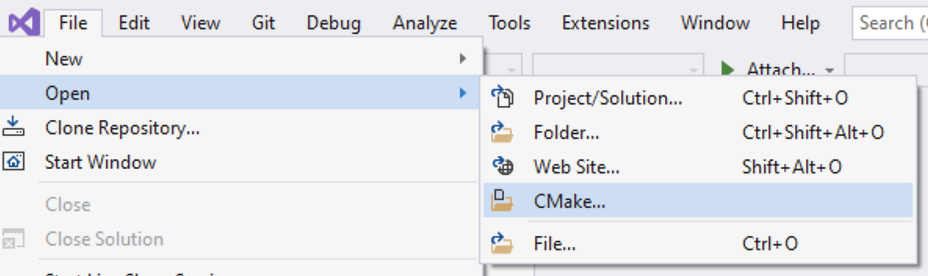 File Edit View Git Debug Analyze Tools Extensions Window Help Search (
New
Attach...
Open
Project/Solution... Ctrl+Shift+O
Clone Repository...
Folder... Ctrl+Shift+Alt+O
Start Window
Web Site... Shift+Alt+O
Close
CMake...
Close Solution
File... Ctrl+O